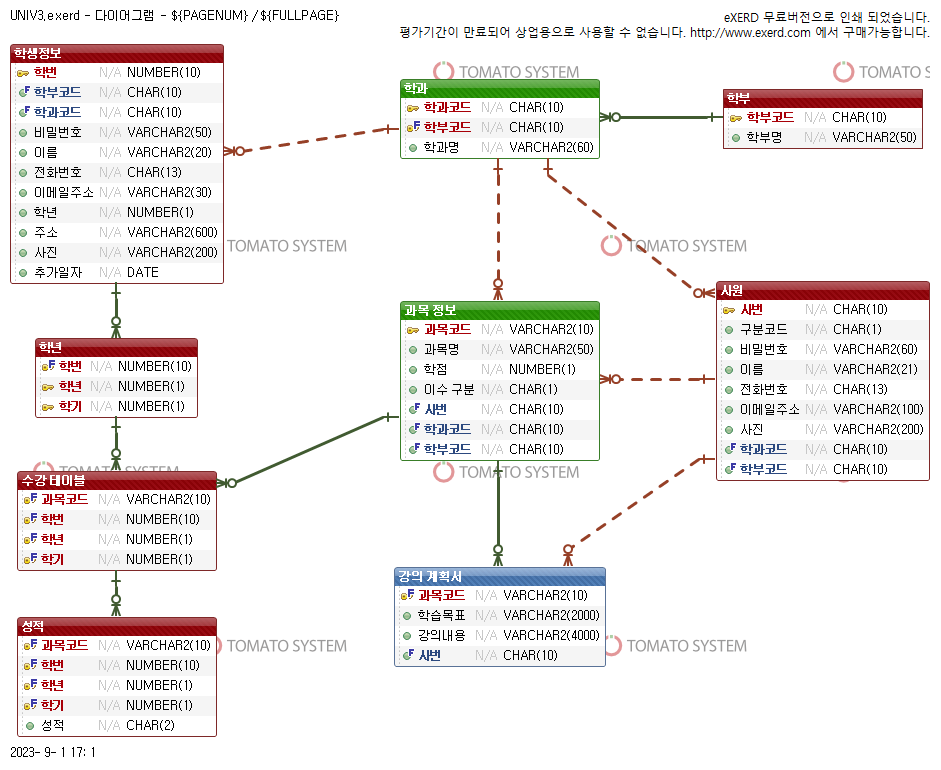 UNIV3,exerd - 다이어그램 - ${PAGENUM} / ${FULLPAGE}
eXERD 무료버전으로 인쇄 되었습니다.
평가기간이 만료되어 상업용으로 사용할 수 없습니다. http://www.exerd.com 에서 구매가능합니다.
학생정보
학번 N/A NUMBER(10)
학부코드 N/A CHAR(10)
학과코드 N/A CHAR(10)
비밀번호 N/A VARCHAR2(50)
이름 N/A VARCHAR2(20)
전화번호 N/A CHAR(13)
이메일주소 N/A VARCHAR2(30)
학년 N/A NUMBER(1)
주소 N/A VARCHAR2(600)
사진 N/A VARCHAR2(200)
추가일자 N/A DATE
TOMATO SYSTEM
학과
학과코드 N/A CHAR(10)
학부코드 N/A CHAR(10)
학과명 N/A VARCHAR2(60)
TOMATO S
학부
학부코드 N/A CHAR(10)
학부명 N/A VARCHAR2(50)
TOMATO SYSTEM
TOMATO SYSTEM
학년
학번 N/A NUMBER(10)
학년 N/A NUMBER(1)
학기 N/A NUMBER(1)
과목 정보
과목코드 N/A VARCHAR2(10)
과목명 N/A VARCHAR2(50)
학점 N/A NUMBER(1)
이수 구분 N/A CHAR(1)
사번 N/A CHAR(10)
학과코드 N/A CHAR(10)
학부코드 N/A CHAR(10)
사원
사번 N/A CHAR(10)
구분코드 N/A CHAR(1)
비밀번호 N/A VARCHAR2(60)
이름 N/A VARCHAR2(21)
전화번호 N/A CHAR(13)
이메일주소 N/A VARCHAR2(100)
사진 N/A VARCHAR2(200)
학과코드 N/A CHAR(10)
학부코드 N/A CHAR(10)
TOMATO SYSTEM
TOMATO SYSTEM
수강 테이블
과목코드 N/A VARCHAR2(10)
학번 N/A NUMBER(10)
학년 N/A NUMBER(1)
학기 N/A NUMBER(1)
강의 계획서
과목코드 N/A VARCHAR2(10)
학습목표 N/A VARCHAR2(2000)
강의내용 N/A VARCHAR2(4000)
사번 N/A CHAR(10)
성적
과목코드 N/A VARCHAR2(10)
학번 N/A NUMBER(10)
학년 N/A NUMBER(1)
학기 N/A NUMBER(1)
성적 N/A CHAR(2)
TOMATO SYSTEM
TOMATO SYSTEM
2023- 9- 1 17: 1